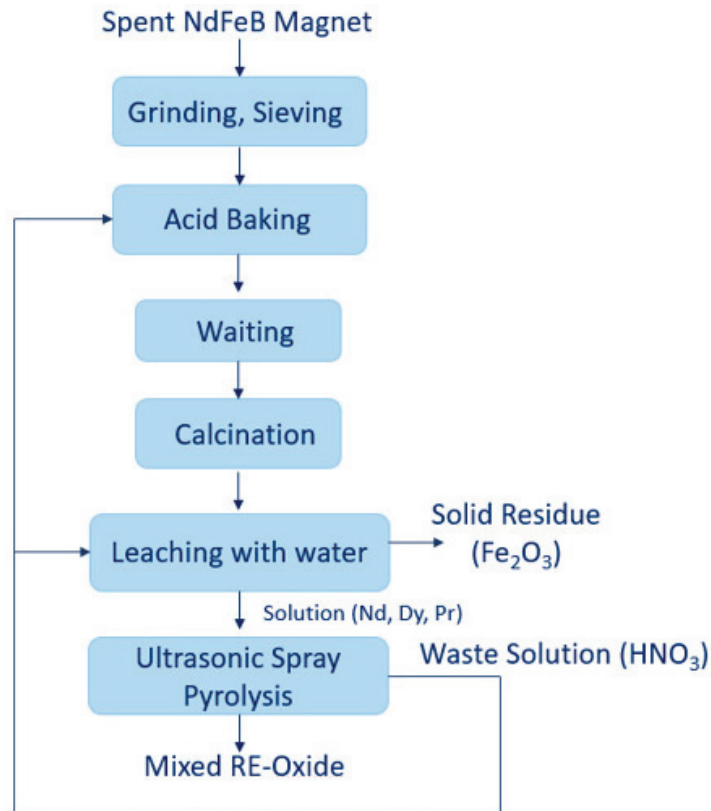 Spent NdFeB Magnet
Grinding, Sieving
Acid Baking
Waiting
Calcination
Leaching with water
Solid Residue
(Fe₂O₃)
Solution (Nd, Dy, Pr)
Ultrasonic Spray
Pyrolysis
Waste Solution (HNO₃)
Mixed RE-Oxide